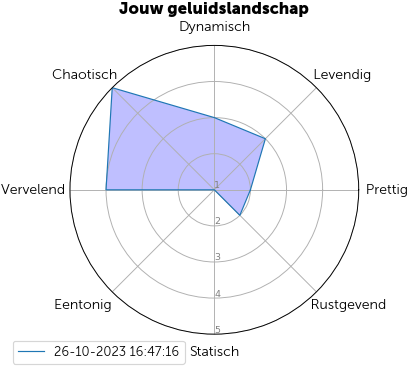 Jouw geluidslandschap
Dynamisch
Chaotisch
Levendig
Vervelend
1
Prettig
2
3
4
Eentonig
Rustgevend
5
26-10-2023 16:47:16
Statisch